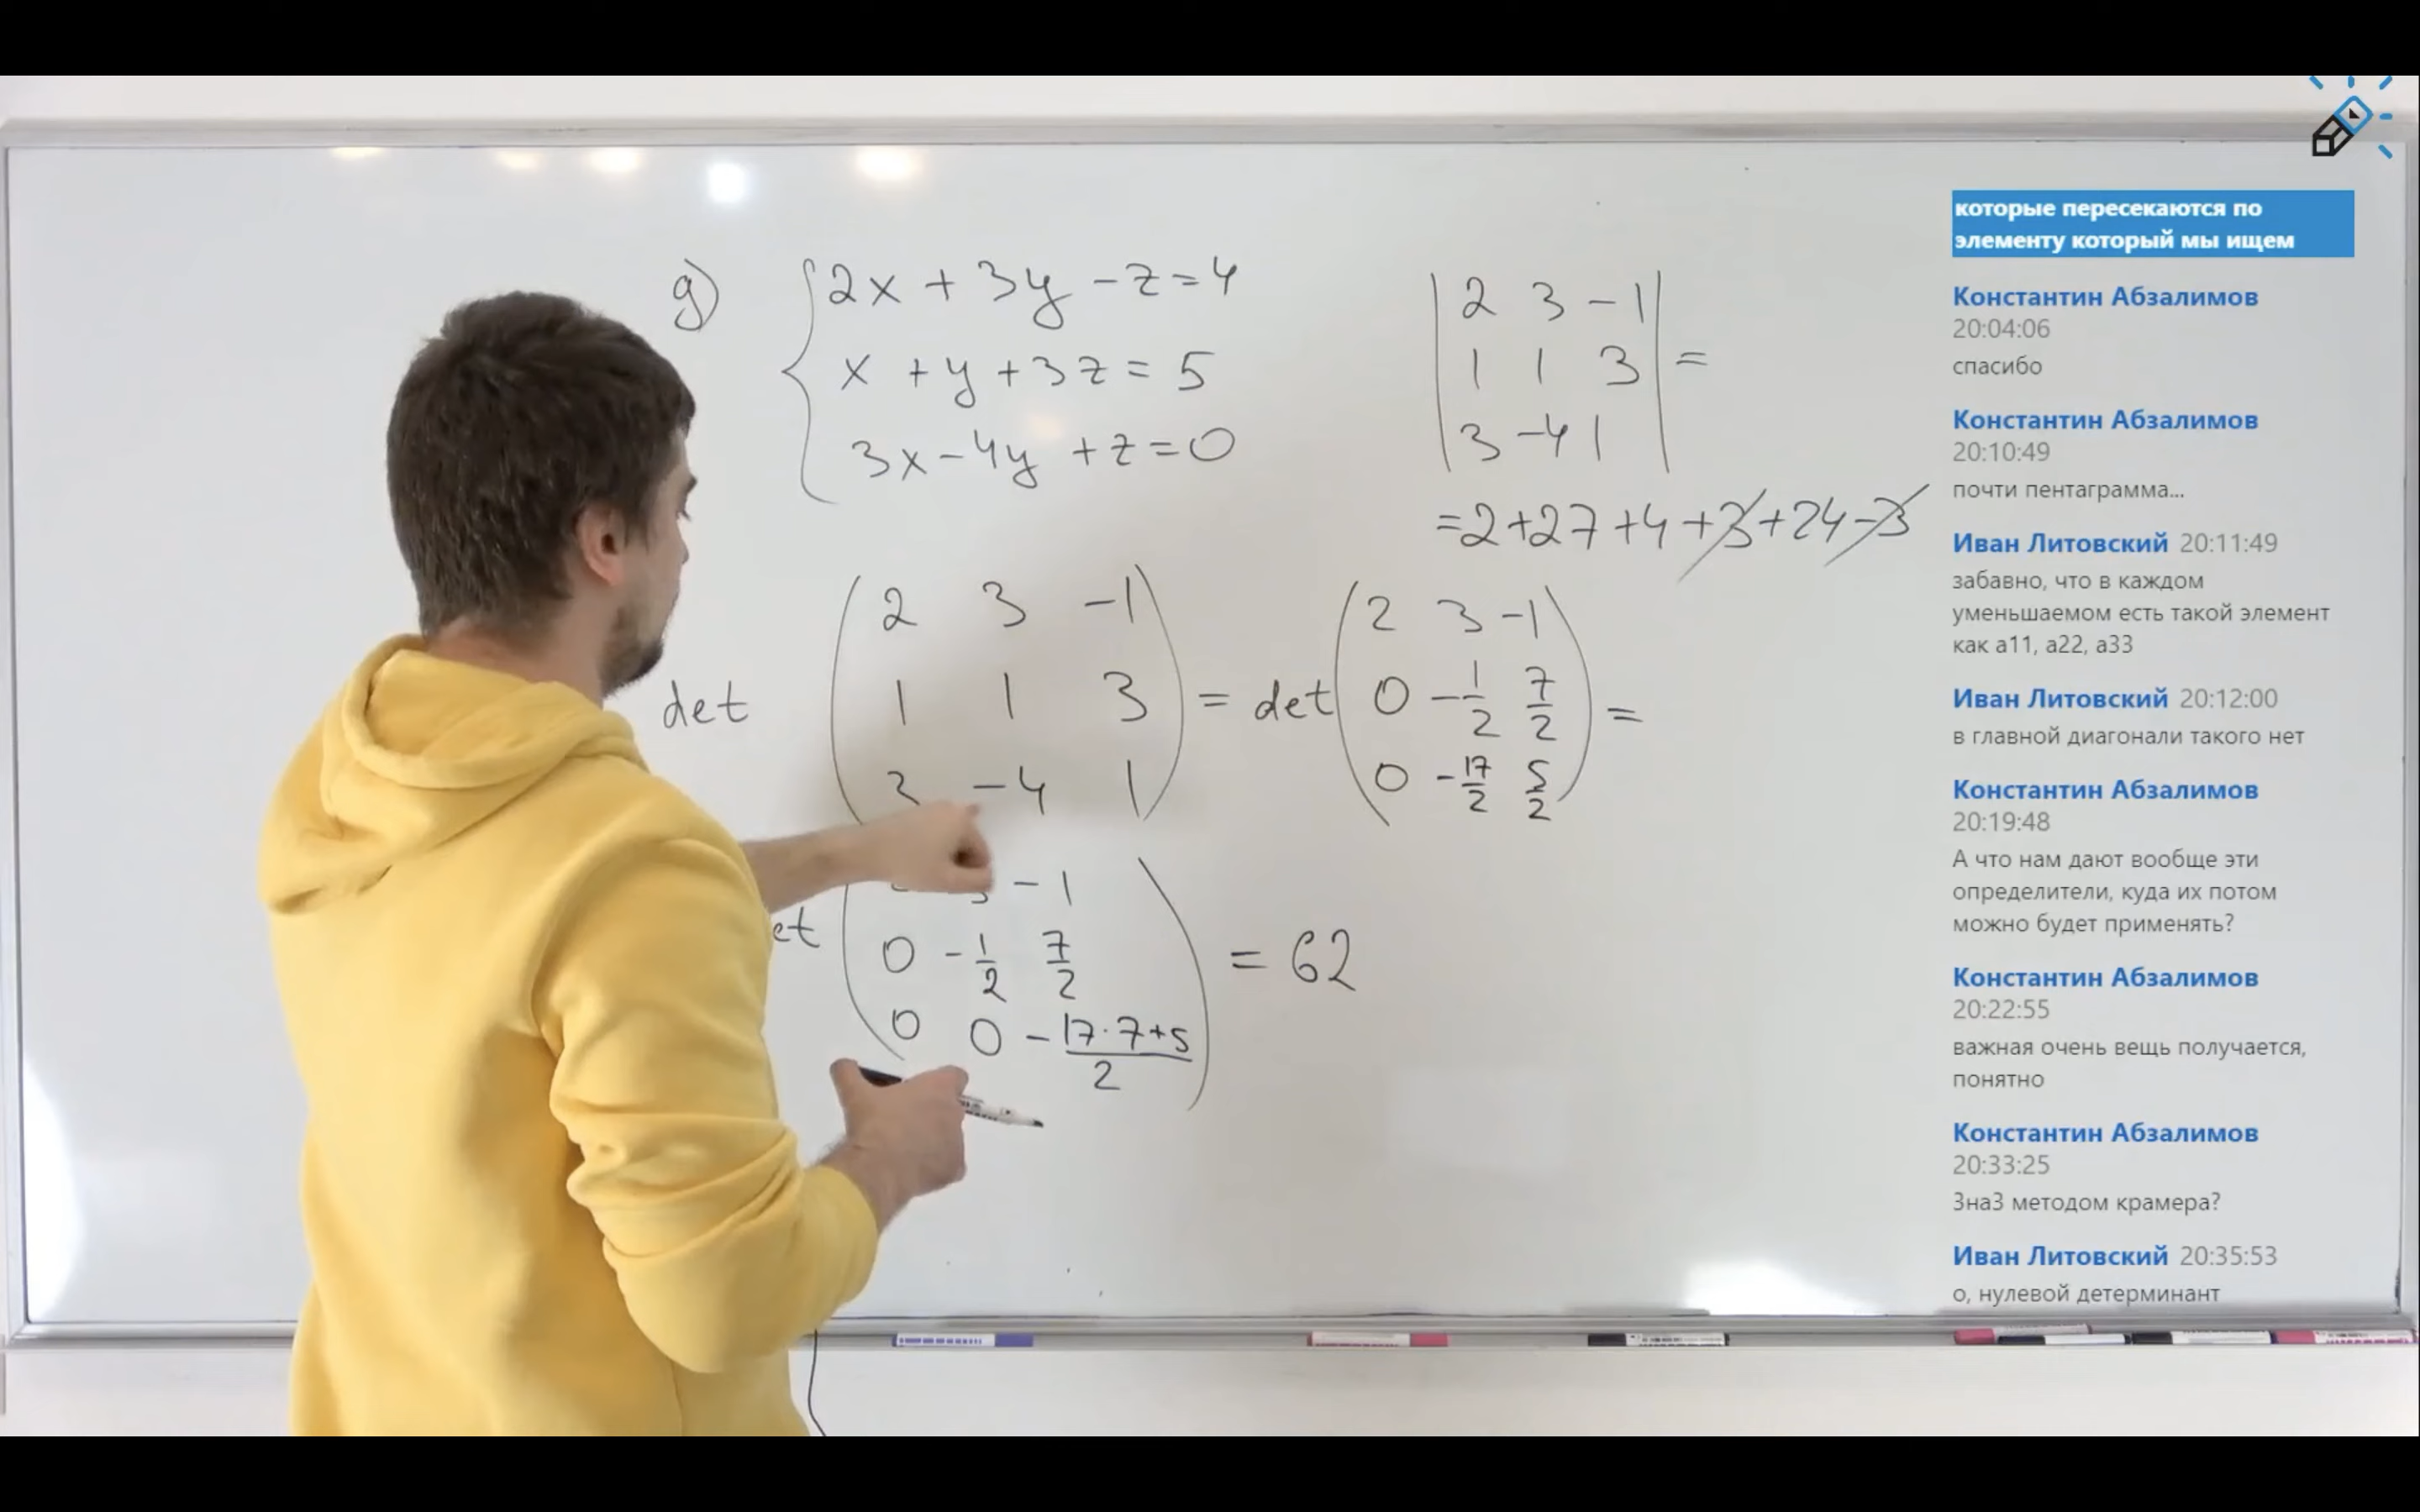 g) 2x + 3y - z = 4
x + y + 3z = 5
3x - 4y + z = 0
2 3 -1
1 1 3 =
3 -4 1
= 2 + 27 + 4 + 3 + 24 - 3
2 3 -1
det 1 1 3 = det
-4 1
2 3 -1
0 -1/2 7/2 =
0 -17/2 5/2
-1
et 0 -1/2 7/2 = 62
0 0 -17·7+5/2
которые пересекаются по
элементу который мы ищем
Константин Абзалимов
20:04:06
спасибо
Константин Абзалимов
20:10:49
почти пентаграмма...
Иван Литовский 20:11:49
забавно, что в каждом
уменьшаемом есть такой элемент
как a11, a22, a33
Иван Литовский 20:12:00
в главной диагонали такого нет
Константин Абзалимов
20:19:48
А что нам дают вообще эти
определители, куда их потом
можно будет применять?
Константин Абзалимов
20:22:55
важная очень вещь получается,
понятно
Константин Абзалимов
20:33:25
3на3 методом крамера?
Иван Литовский 20:35:53
о, нулевой детерминант